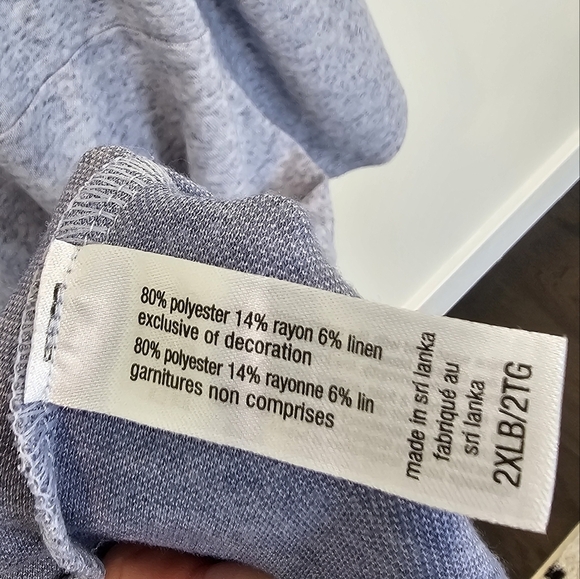 80% polyester 14% rayon 6% linen
exclusive of decoration
80% polyester 14% rayonne 6% lin
garnitures non comprises
made in sri lanka
fabriqué au
sri lanka
2XLB/2TG